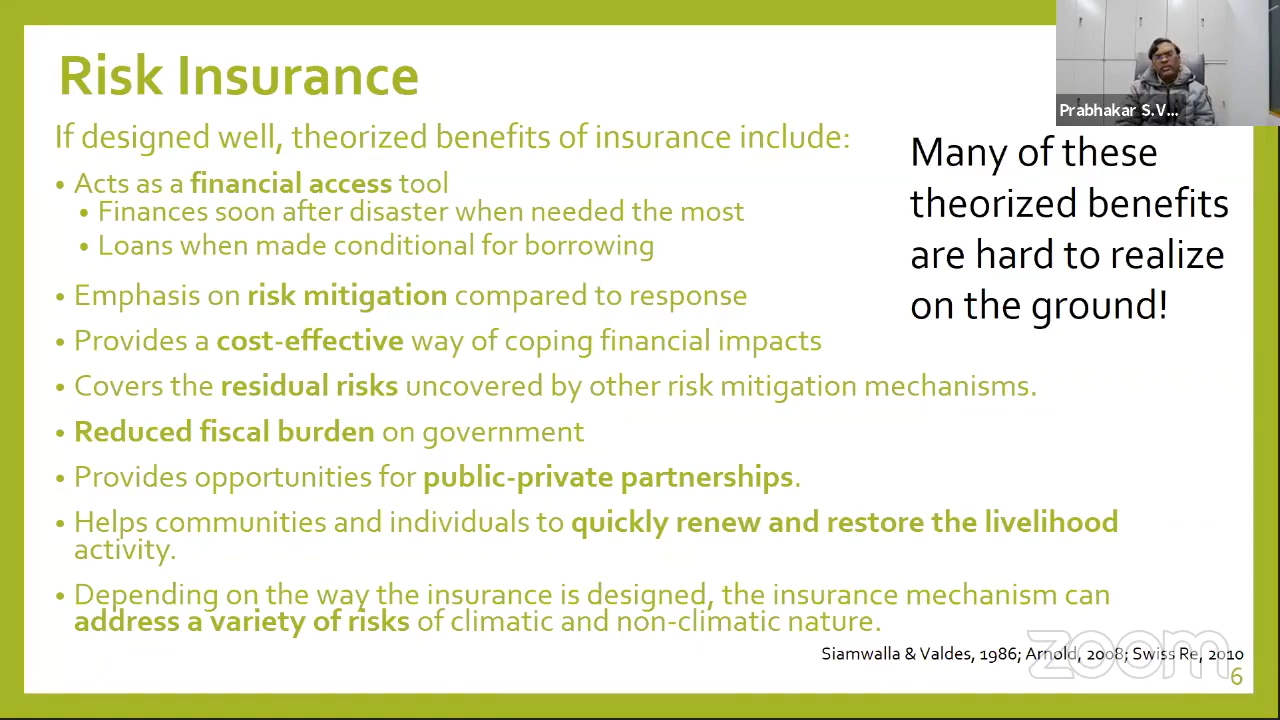 Risk Insurance
Prabhakar S.V...
If designed well, theorized benefits of insurance include:
• Acts as a financial access tool
• Finances soon after disaster when needed the most
• Loans when made conditional for borrowing
• Emphasis on risk mitigation compared to response
• Provides a cost-effective way of coping financial impacts
• Covers the residual risks uncovered by other risk mitigation mechanisms.
• Reduced fiscal burden on government
• Provides opportunities for public-private partnerships.
• Helps communities and individuals to quickly renew and restore the livelihood
activity.
• Depending on the way the insurance is designed, the insurance mechanism can
address a variety of risks of climatic and non-climatic nature.
Many of these
theorized benefits
are hard to realize
on the ground!
Siamwalla & Valdes, 1986; Arnold, 2008; Swiss Re, 2010
zoom
6